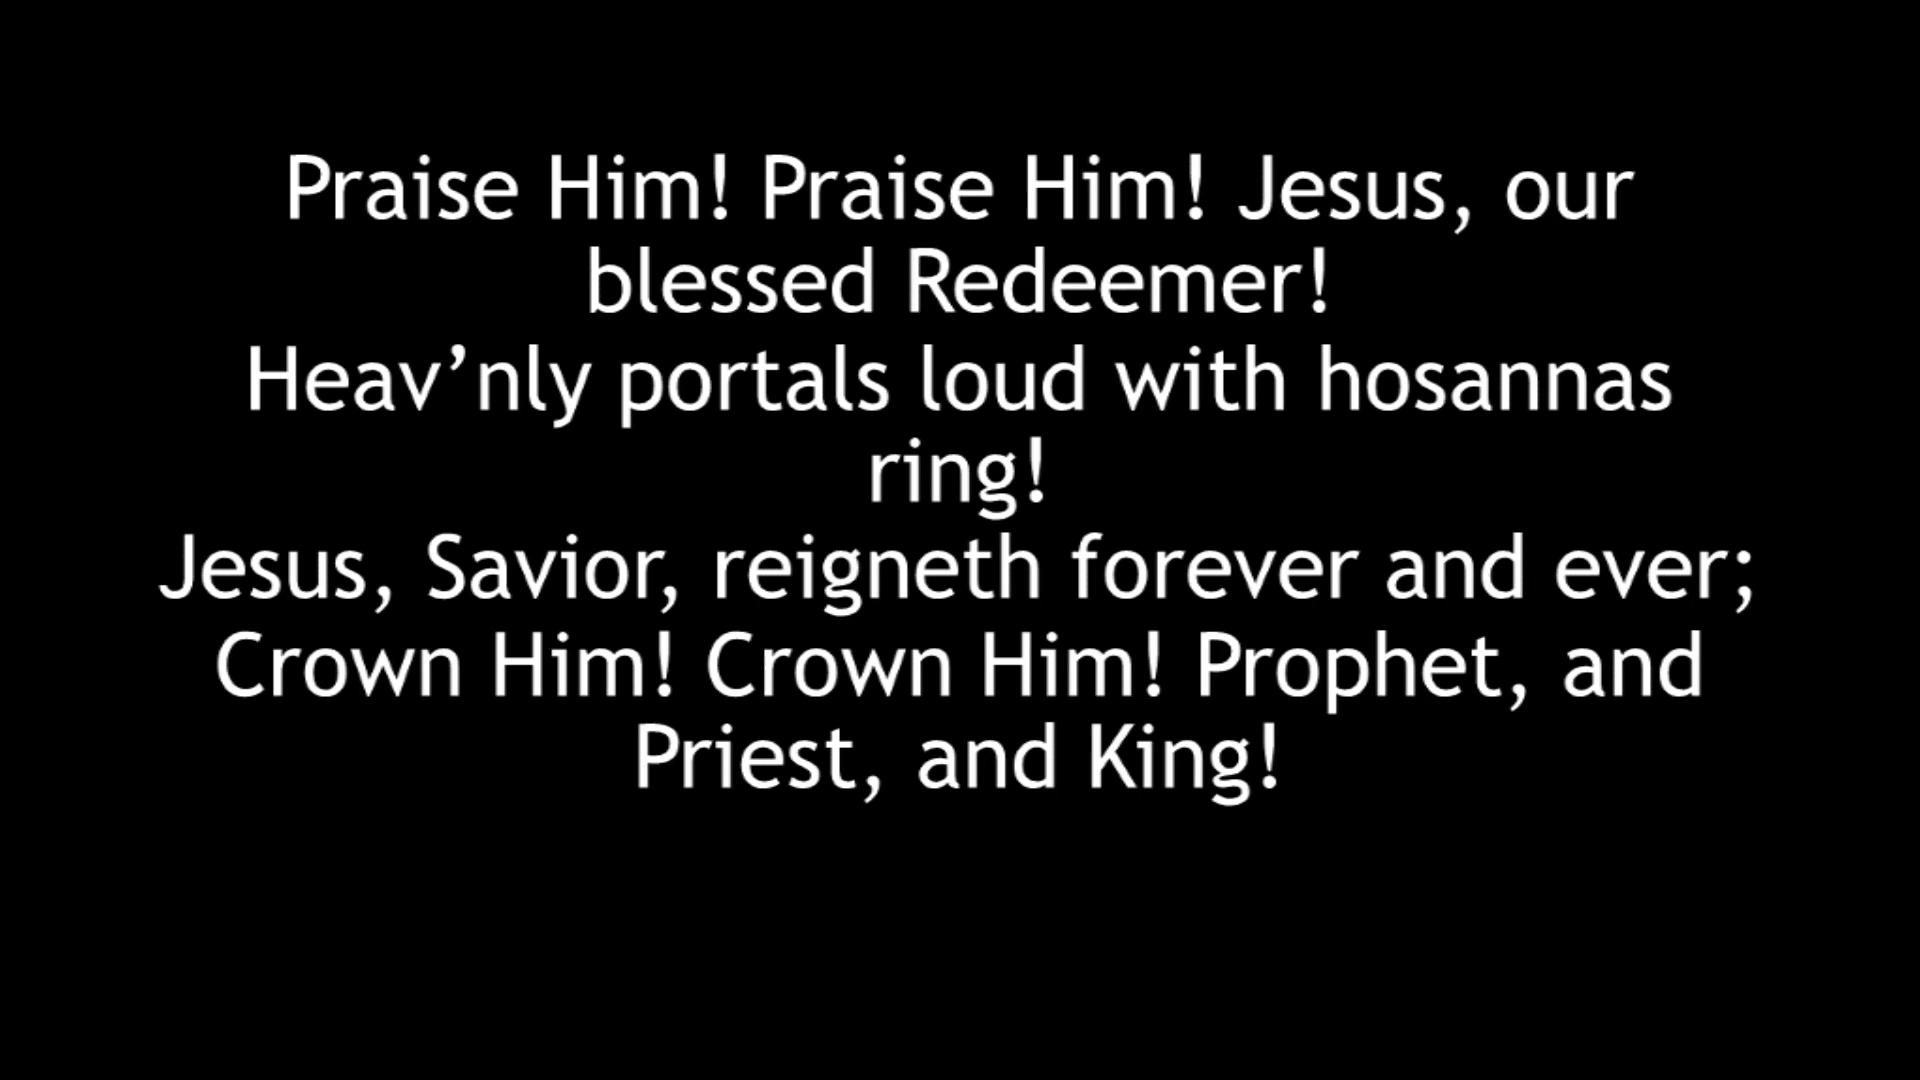 Praise Him! Praise Him! Jesus, our
blessed Redeemer!
Heav’nly portals loud with hosannas
ring!
Jesus, Savior, reigneth forever and ever;
Crown Him! Crown Him! Prophet, and
Priest, and King!